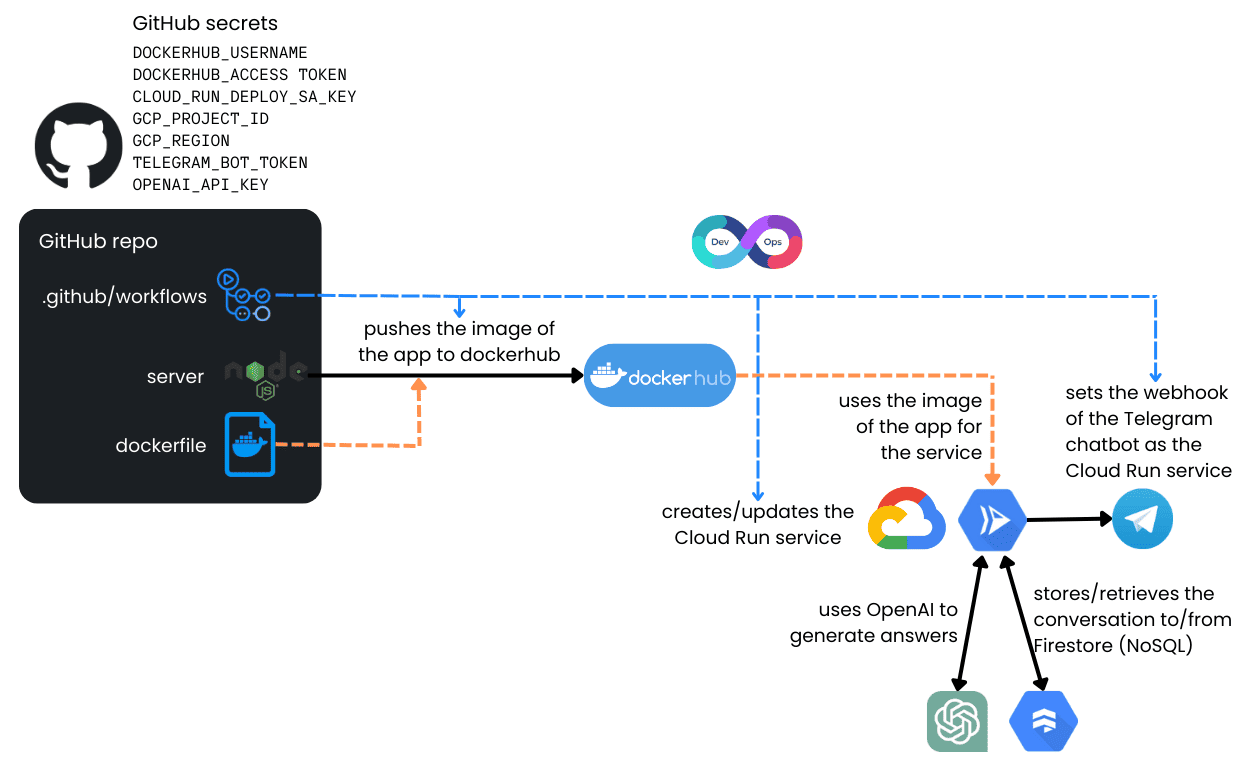 GitHub secrets
DOCKERHUB_USERNAME
DOCKERHUB_ACCESS TOKEN
CLOUD_RUN_DEPLOY_SA_KEY
GCP_PROJECT_ID
GCP_REGION
TELEGRAM_BOT_TOKEN
OPENAI_API_KEY
GitHub repo
.github/workflows
server
node
JS
dockerfile
Dev
Ops
pushes the image of
the app to dockerhub
docker hub
uses the image
of the app for
the service
sets the webhook
of the Telegram
chatbot as the
Cloud Run service
creates/updates the
Cloud Run service
uses OpenAI to
generate answers
stores/retrieves the
conversation to/from
Firestore (NoSQL)